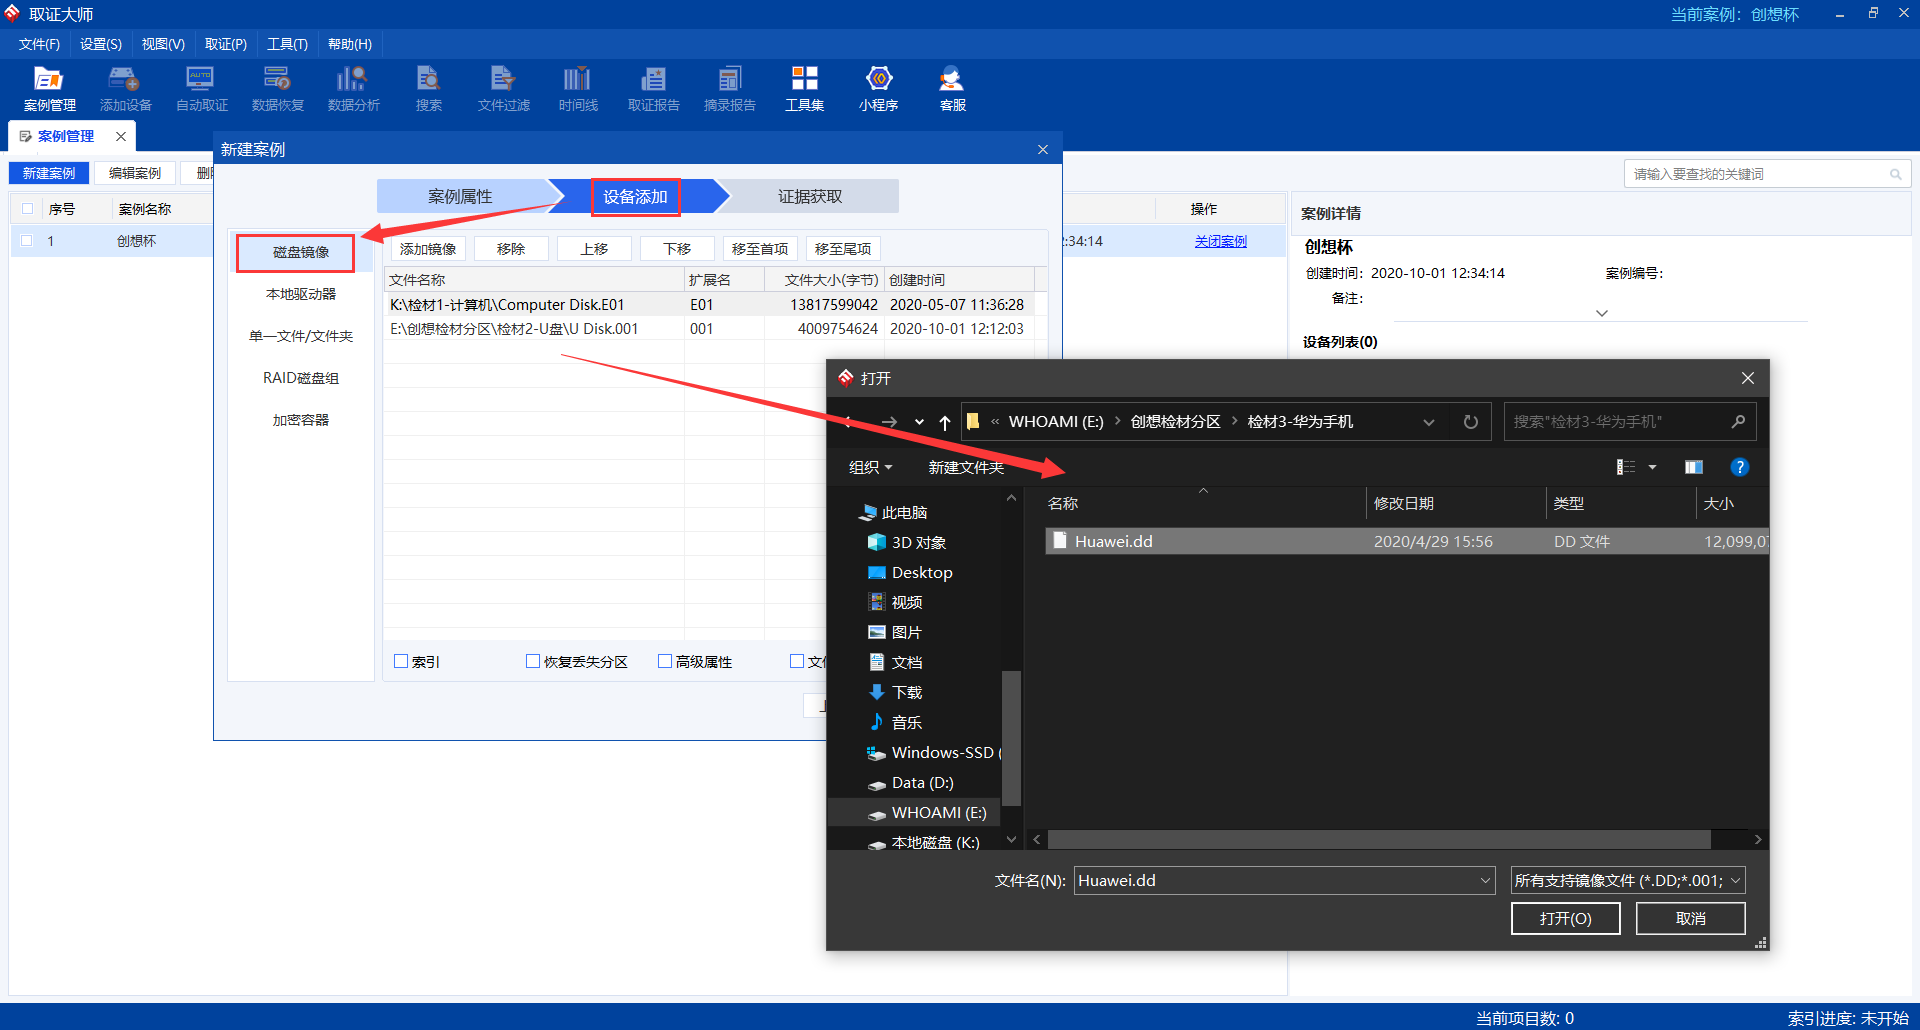 取证大师
当前案例：创想杯
文件(F) 设置(S) 视图(V) 取证(P) 工具(T) 帮助(H)
案例管理 添加设备 自动取证 数据恢复 数据分析 搜索 文件过滤 时间线 取证报告 摘录报告 工具集 小程序 客服
AUTO
案例管理
新建案例 编辑案例
请输入要查找的关键词
序号 案例名称 操作
1 创想杯 :34:14 关闭案例
案例详情
创想杯
创建时间： 2020-10-01 12:34:14 案例编号：
备注：
设备列表(0)
新建案例
案例属性 设备添加 证据获取
磁盘镜像
本地驱动器
单一文件/文件夹
RAID磁盘组
加密容器
添加镜像 移除 上移 下移 移至首项 移至尾项
文件名称 扩展名 文件大小(字节) 创建时间
K:\检材1-计算机\Computer Disk.E01 E01 13817599042 2020-05-07 11:36:28
E:\创想检材分区\检材2-U盘\U Disk.001 001 4009754624 2020-10-01 12:12:03
索引 恢复丢失分区 高级属性
打开
« WHOAMI (E:) › 创想检材分区 › 检材3-华为手机
搜索"检材3-华为手机"
组织 新建文件夹
名称 修改日期 类型 大小
Huawei.dd 2020/4/29 15:56 DD 文件 12,099,07
此电脑
3D 对象
Desktop
视频
图片
文档
下载
音乐
Windows-SSD (
Data (D:)
WHOAMI (E:)
本地磁盘 (K:)
文件名(N): Huawei.dd 所有支持镜像文件 (*.DD;*.001;
打开(O) 取消
当前项目数: 0 索引进度: 未开始